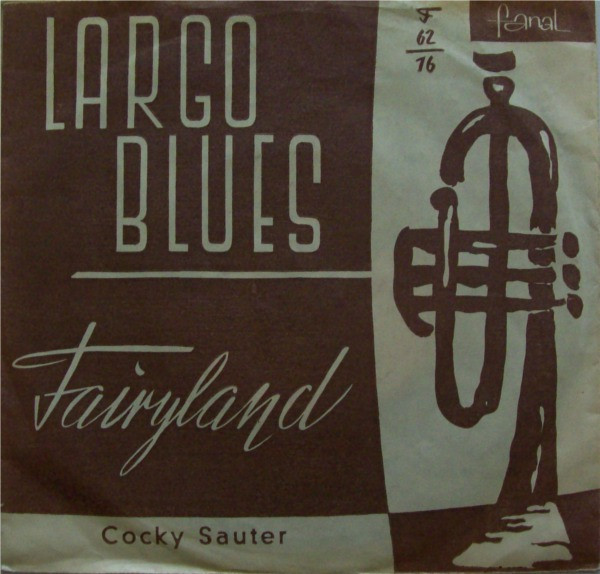 LARGO
BLUES
Fairyland
Cocky Sauter
F
62
76
fanal